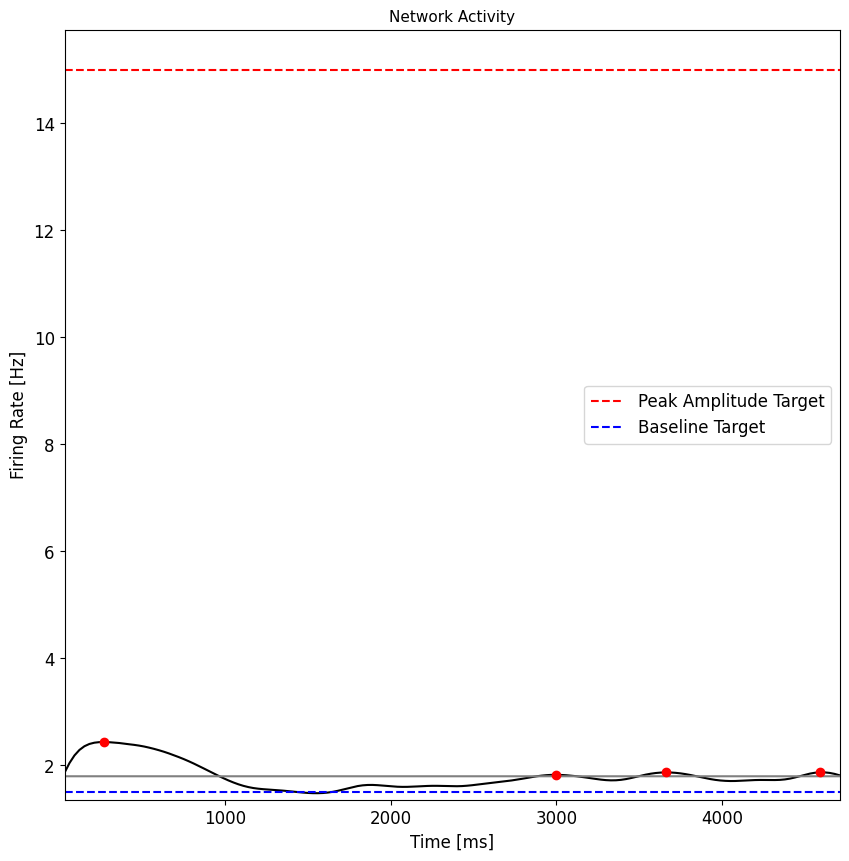 Network Activity
14
12
10
8
6
4
2
Firing Rate [Hz]
Peak Amplitude Target
Baseline Target
1000 2000 3000 4000
Time [ms]